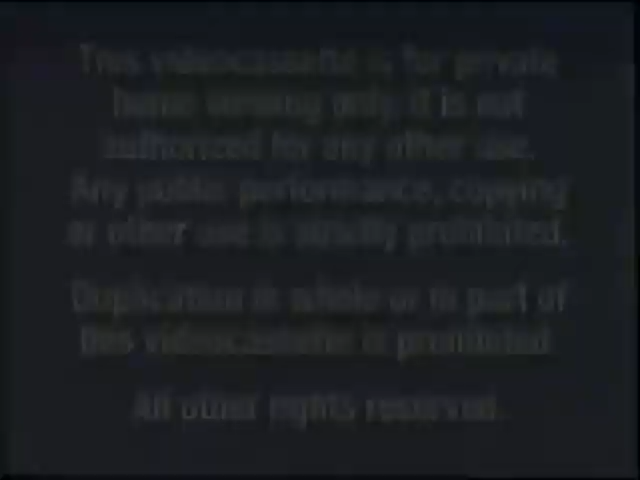 This videocassette is for private
home viewing only. It is not
authorized for any other use.
Any public performance, copying
or other use is strictly prohibited.
Duplication in whole or in part of
this videocassette is prohibited.
All other rights reserved.